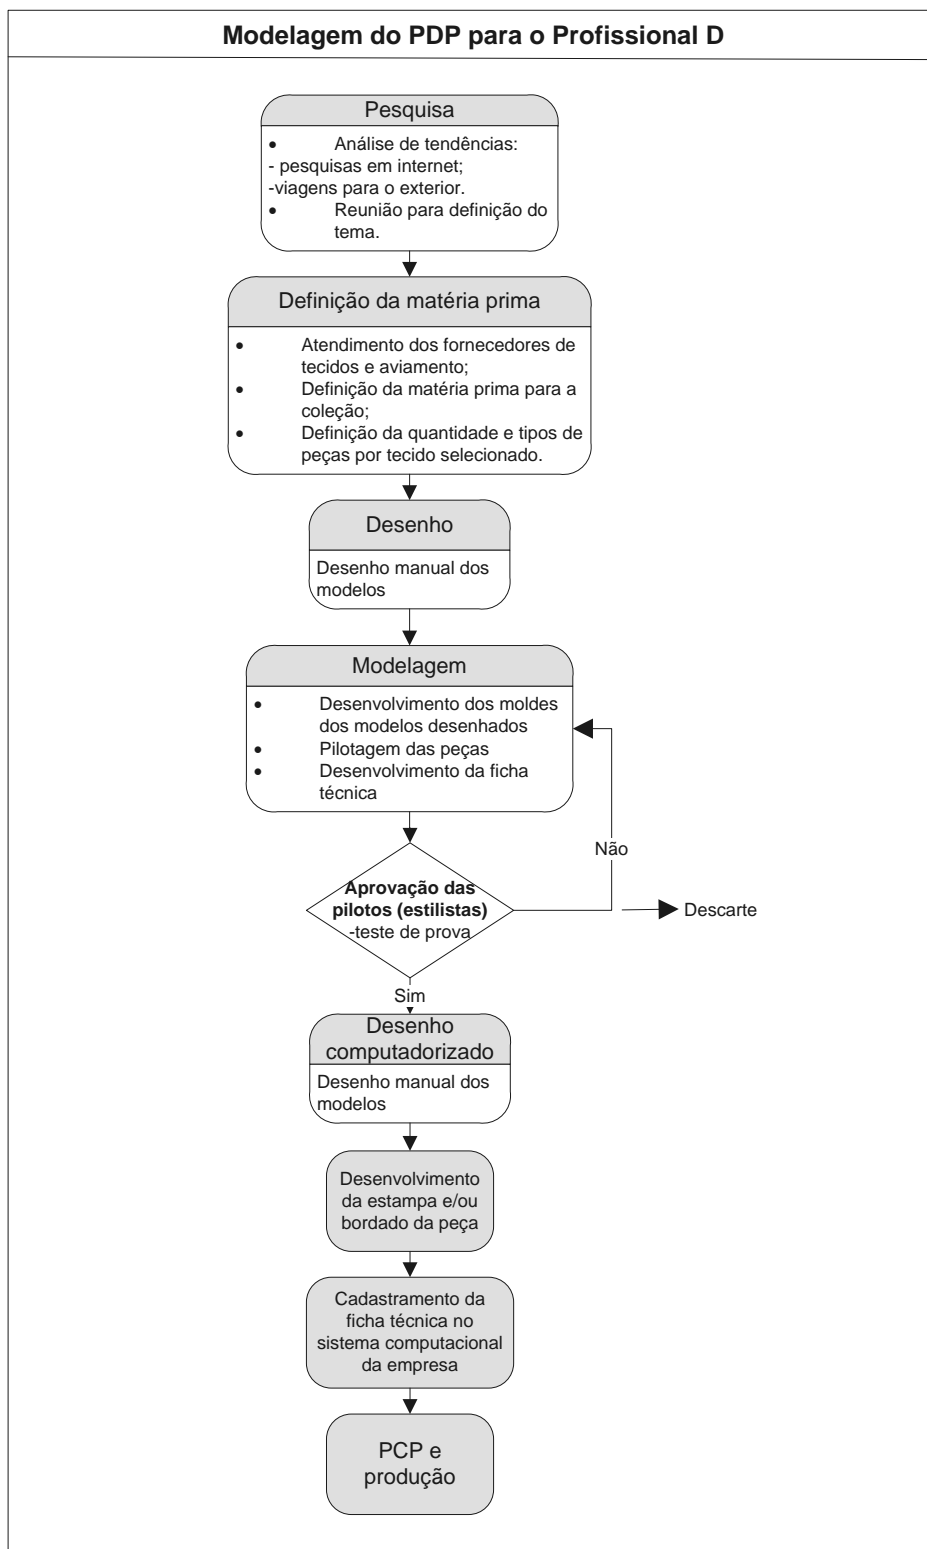 Modelagem do PDP para o Profissional D
Pesquisa
• Análise de tendências:
- pesquisas em internet;
-viagens para o exterior.
• Reunião para definição do
tema.
Definição da matéria prima
• Atendimento dos fornecedores de
tecidos e aviamento;
• Definição da matéria prima para a
coleção;
• Definição da quantidade e tipos de
peças por tecido selecionado.
Desenho
Desenho manual dos
modelos
Modelagem
• Desenvolvimento dos moldes
dos modelos desenhados
• Pilotagem das peças
• Desenvolvimento da ficha
técnica
Não
Aprovação das
pilotos (estilistas)
-teste de prova
Descarte
Sim
Desenho
computadorizado
Desenho manual dos
modelos
Desenvolvimento
da estampa e/ou
bordado da peça
Cadastramento da
ficha técnica no
sistema computacional
da empresa
PCP e
produção